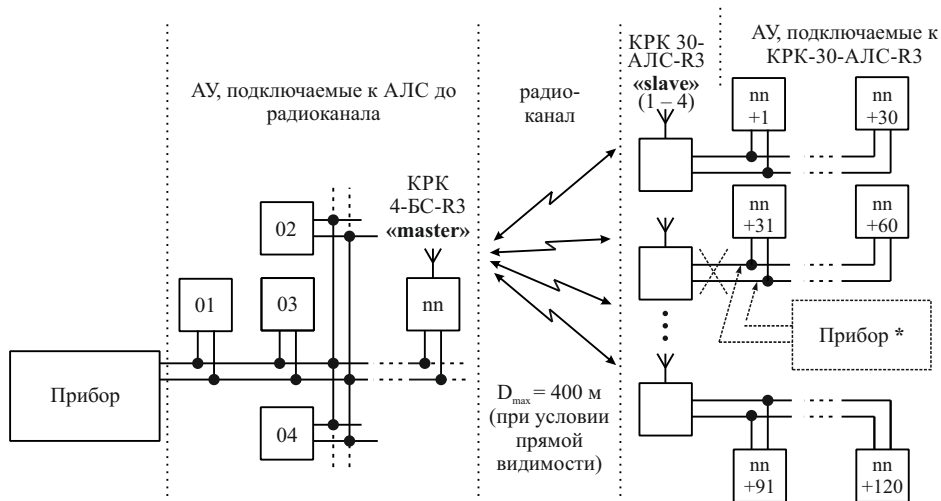 АУ, подключаемые к АЛС до
радиоканала
радио-
канал
КРК 30-
АЛС-R3
«slave»
(1 – 4)
АУ, подключаемые к
КРК-30-АЛС-R3
nn
+1
nn
+30
КРК
4-БС-R3
«master»
02
nn
+31
nn
+60
01
03
nn
Прибор *
Прибор
04
Dmax = 400 м
(при условии
прямой
видимости)
nn
+91
nn
+120